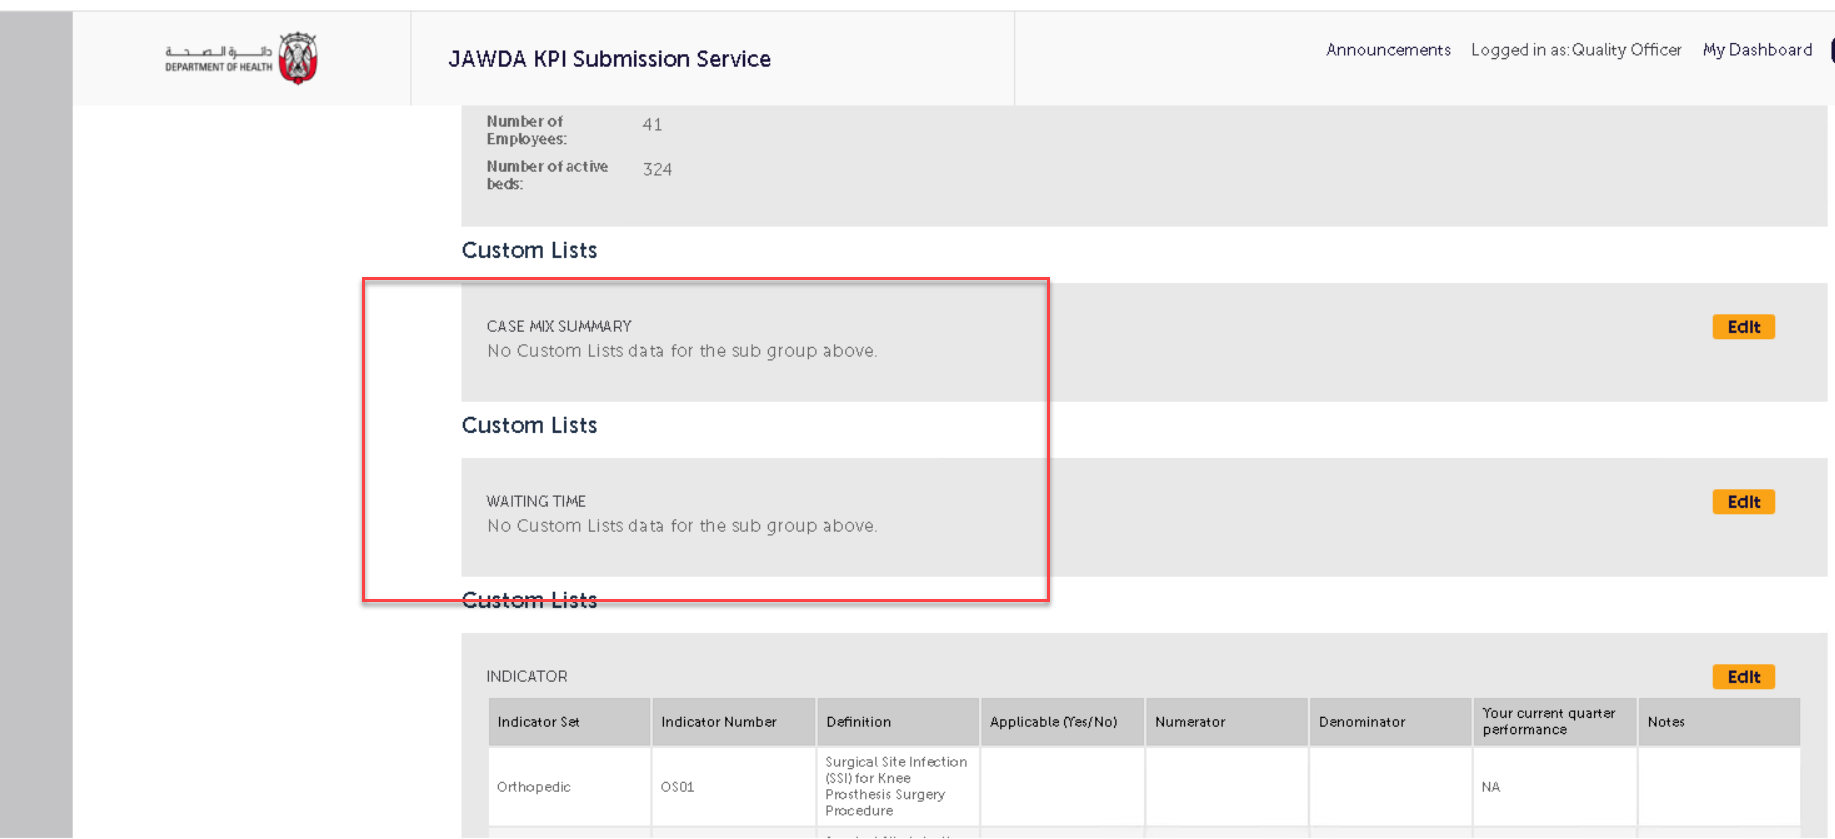 دائـــرة الـــصـــحـــة
DEPARTMENT OF HEALTH
JAWDA KPI Submission Service
Announcements Logged in as:Quality Officer My Dashboard
Number of Employees: 41
Number of active beds: 324
Custom Lists
CASE MIX SUMMARY
Edit
No Custom Lists data for the sub group above.
Custom Lists
WAITING TIME
Edit
No Custom Lists data for the sub group above.
Custom Lists
INDICATOR
Edit
Indicator Set Indicator Number Definition Applicable (Yes/No) Numerator Denominator Your current quarter performance Notes
Orthopedic OS01 Surgical Site Infection (SSI) for Knee Prosthesis Surgery Procedure NA